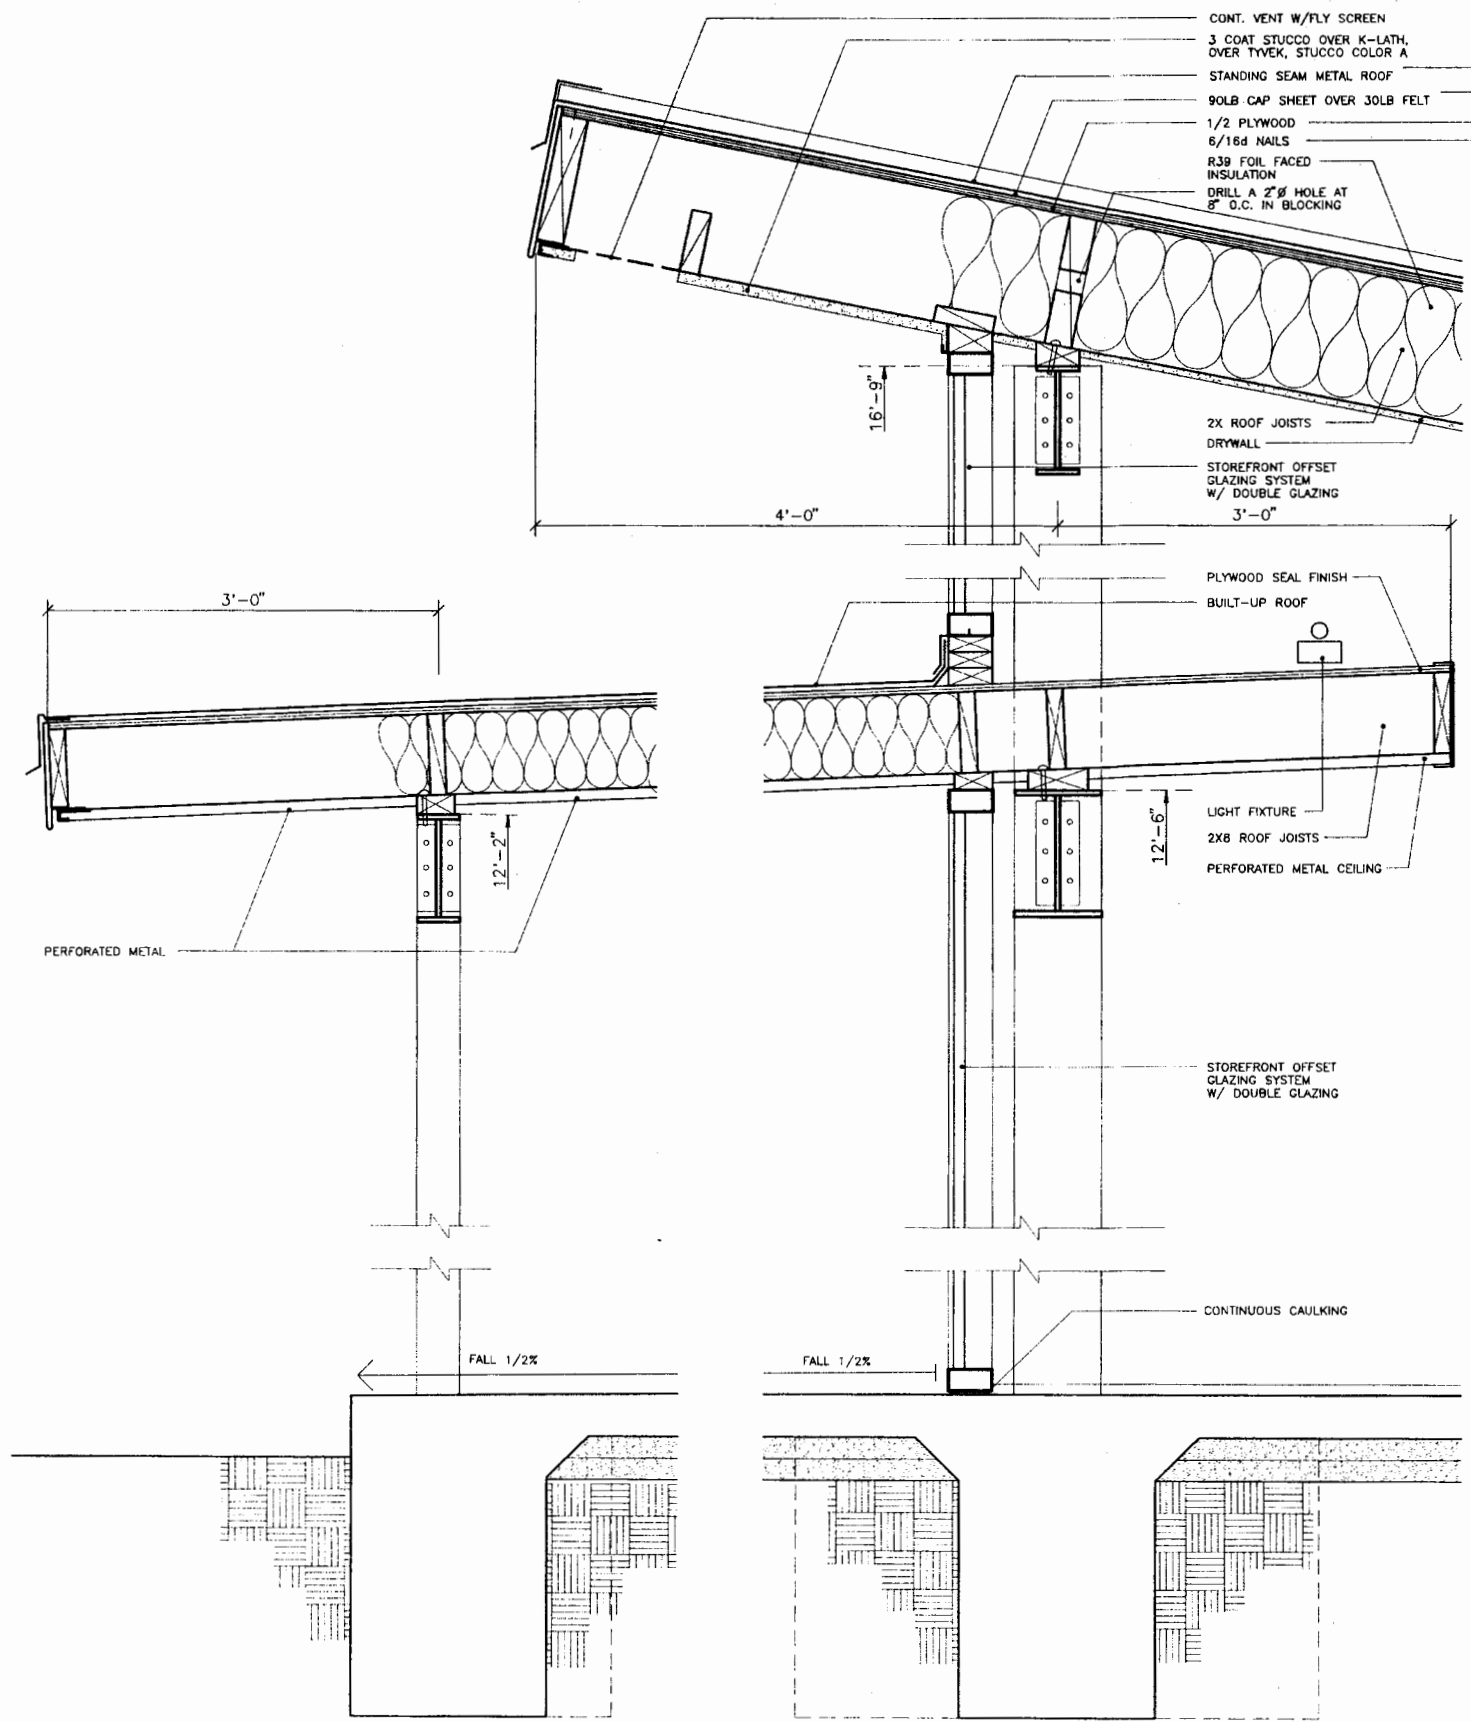 CONT. VENT W/FLY SCREEN
3 COAT STUCCO OVER K-LATH,
OVER TYVEK, STUCCO COLOR A
STANDING SEAM METAL ROOF
90LB CAP SHEET OVER 30LB FELT
1/2 PLYWOOD
6/16d NAILS
R39 FOIL FACED
INSULATION
DRILL A 2"Ø HOLE AT
8" O.C. IN BLOCKING
16'-9"
2X ROOF JOISTS
DRYWALL
STOREFRONT OFFSET
GLAZING SYSTEM
W/ DOUBLE GLAZING
4'-0"
3'-0"
PLYWOOD SEAL FINISH
3'-0"
BUILT-UP ROOF
12'-2"
12'-6"
LIGHT FIXTURE
2X8 ROOF JOISTS
PERFORATED METAL CEILING
PERFORATED METAL
STOREFRONT OFFSET
GLAZING SYSTEM
W/ DOUBLE GLAZING
CONTINUOUS CAULKING
FALL 1/2%
FALL 1/2%